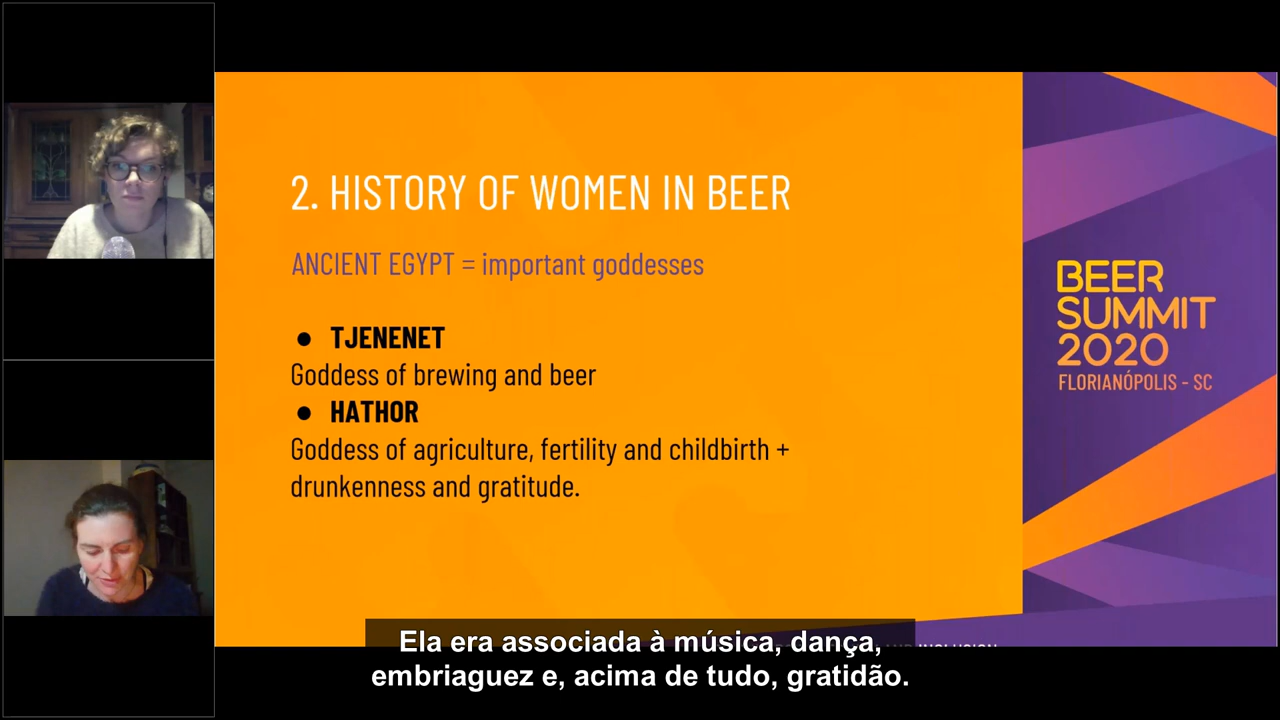 2. HISTORY OF WOMEN IN BEER
ANCIENT EGYPT = important goddesses
● TJENENET
Goddess of brewing and beer
● HATHOR
Goddess of agriculture, fertility and childbirth +
drunkenness and gratitude.
BEER
SUMMIT
2020
FLORIANÓPOLIS - SC
Ela era associada à música, dança,
embriaguez e, acima de tudo, gratidão.